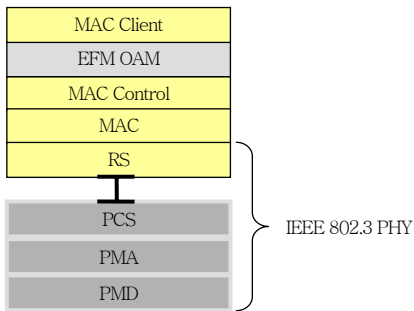 MAC Client
EFM OAM
MAC Control
MAC
RS
PCS
IEEE 802.3 PHY
PMA
PMD